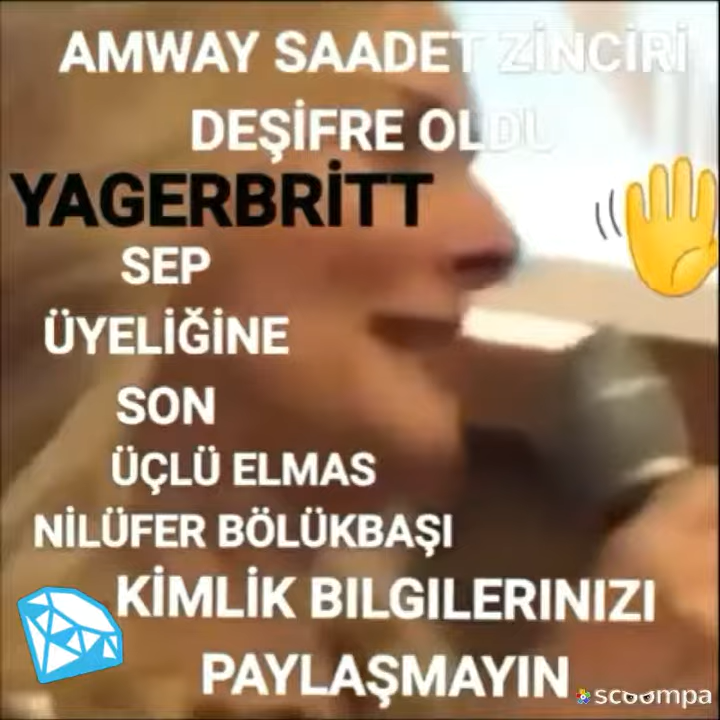 AMWAY SAADET ZİNCİRİ
DEŞİFRE OLDU
YAGERBRİTT
SEP
ÜYELİĞİNE
SON
ÜÇLÜ ELMAS
NİLÜFER BÖLÜKBAŞI
KİMLİK BILGILERINIZI
PAYLAŞMAYIN
scoompa